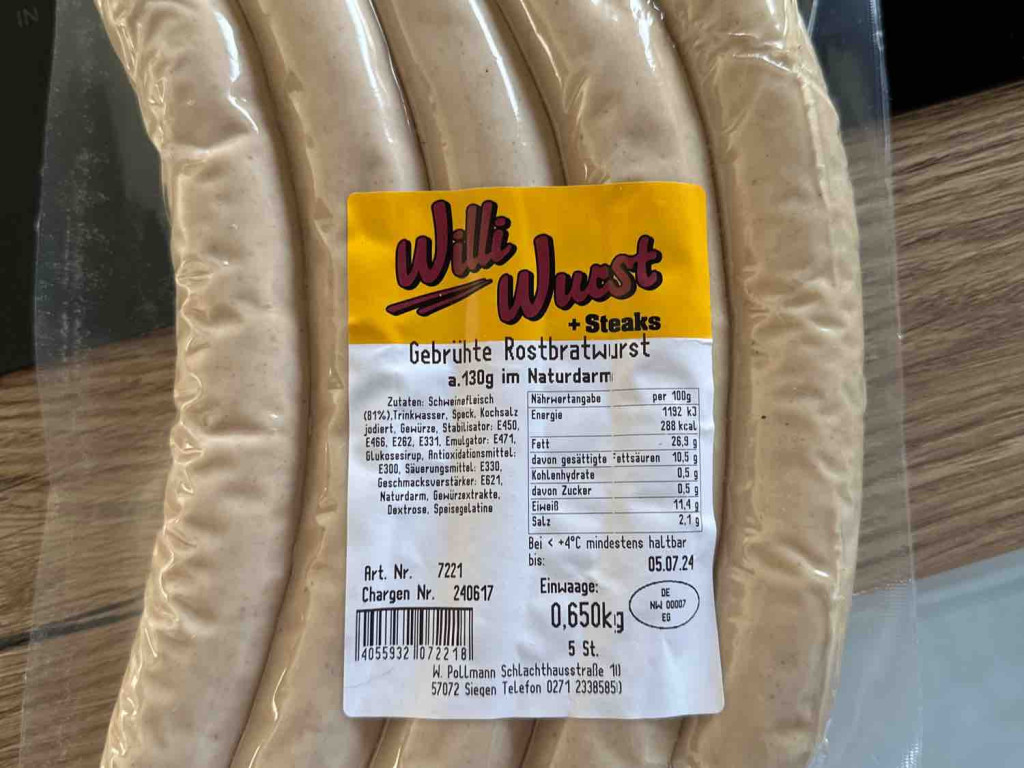 IN
Willi
Wurst
+ Steaks
Gebrühte Rostbratwurst
a.130g im Naturdarm
Zutaten: Schweinefleisch
(81%),Trinkwasser, Speck, Kochsalz
jodiert, Gewürze, Stabilisator: E450,
E466, E262, E331, Emulgator: E471,
Glukosesirup, Antioxidationsmittel:
E300, Säuerungsmittel: E330,
Geschmacksverstärker: E621,
Naturdarm, Gewürzextrakte,
Dextrose, Speisegelatine
Nährwertangabe per 100g
Energie 1192 kJ
288 kcal
Fett 26,9 g
davon gesättigte Fettsäuren 10,5 g
Kohlenhydrate 0,5 g
davon Zucker 0,5 g
Eiweiß 11,4 g
Salz 2,1 g
Bei < +4°C mindestens haltbar
bis: 05.07.24
Art. Nr. 7221
Chargen Nr. 240617
Einwaage:
0,650kg
5 St.
DE
NW 00007
EG
4055932 072218
W. Pollmann Schlachthausstraße
57072 Siegen Telefon 0271